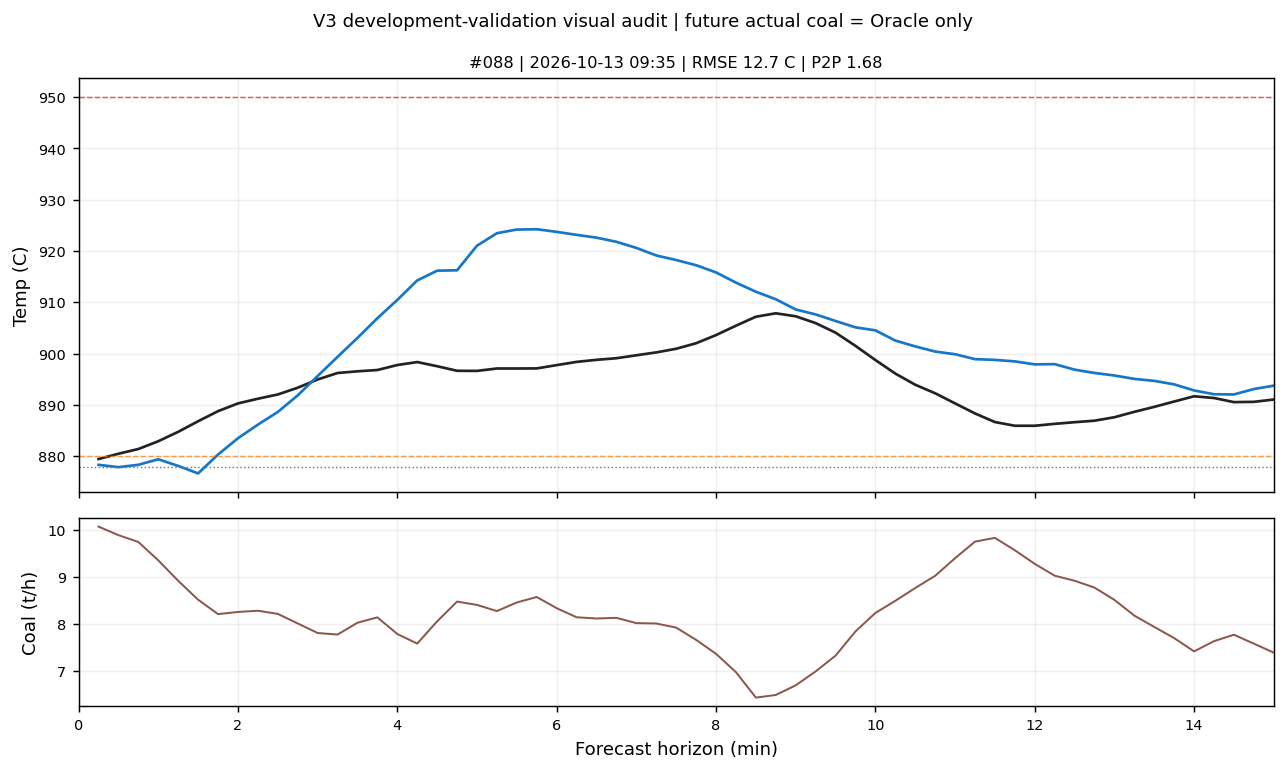 V3 development-validation visual audit | future actual coal = Oracle only
#088 | 2026-10-13 09:35 | RMSE 12.7 C | P2P 1.68
Temp (C)
950
940
930
920
910
900
890
880
Coal (t/h)
10
9
8
7
0 2 4 6 8 10 12 14
Forecast horizon (min)